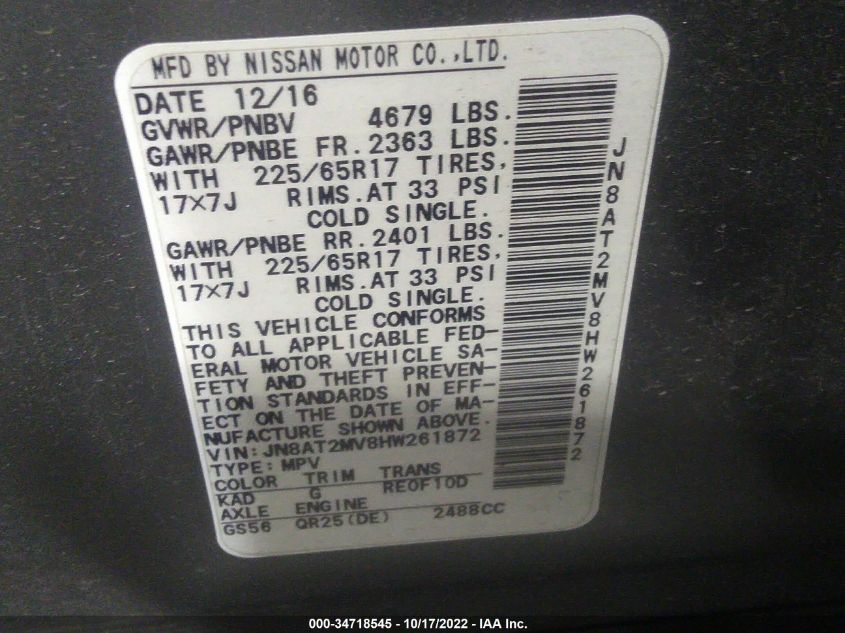 MFD BY NISSAN MOTOR CO.,LTD.
DATE 12/16
GVWR/PNBV 4679 LBS.
GAWR/PNBE FR.2363 LBS.
WITH 225/65R17 TIRES,
17×7J RIMS.AT 33 PSI
COLD SINGLE.
GAWR/PNBE RR.2401 LBS.
WITH 225/65R17 TIRES,
17×7J RIMS.AT 33 PSI
COLD SINGLE.
THIS VEHICLE CONFORMS
TO ALL APPLICABLE FED-
ERAL MOTOR VEHICLE SA-
FETY AND THEFT PREVEN-
TION STANDARDS IN EFF-
ECT ON THE DATE OF MA-
NUFACTURE SHOWN ABOVE.
VIN:JN8AT2MV8HW261872
TYPE:MPV
COLOR TRIM TRANS
KAD G RE0F10D
AXLE ENGINE
GS56 QR25(DE) 2488CC
JN8AT2MV8HW261872
000-34718545 - 10/17/2022 - IAA Inc.